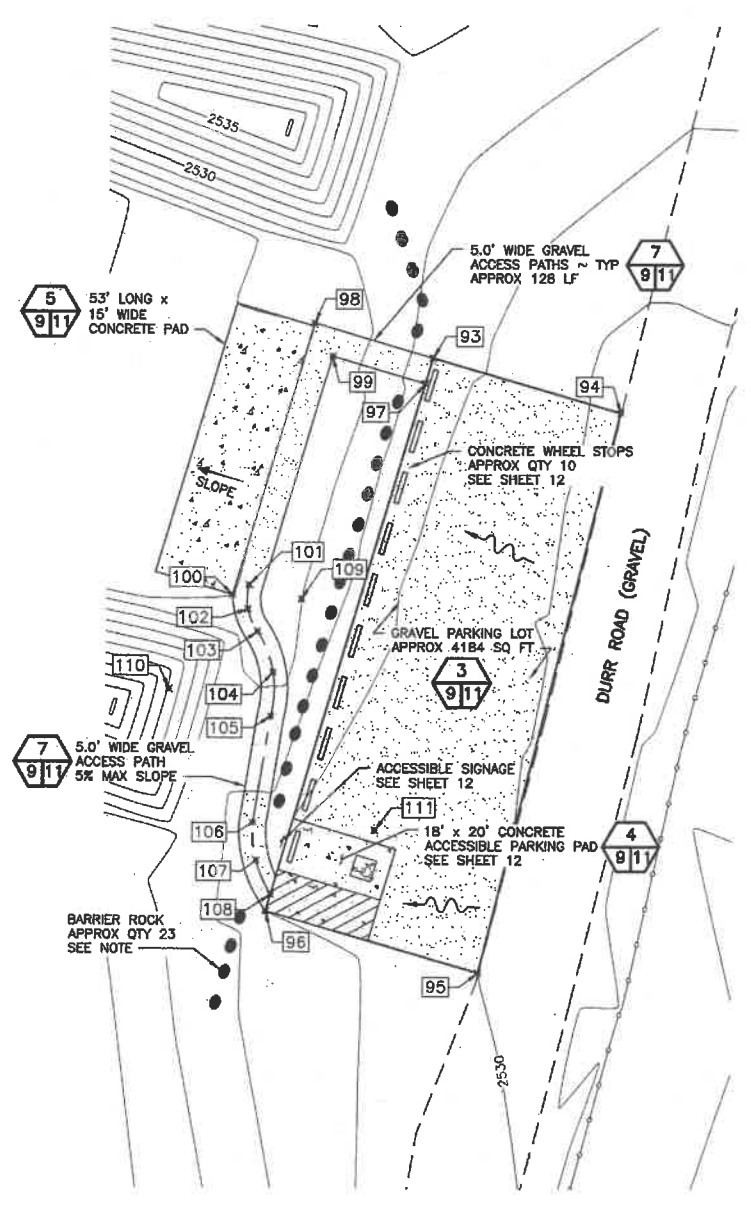 2535
2530
5.0' WIDE GRAVEL
ACCESS PATHS ~ TYP
APPROX 128 LF
7
9 11
5
9 11
53' LONG x
15' WIDE
CONCRETE PAD
98
93
99
94
97
CONCRETE WHEEL STOPS
APPROX QTY 10
SEE SHEET 12
SLOPE
101
100
109
102
103
GRAVEL PARKING LOT
APPROX 4184 SQ FT
3
9 11
DURR ROAD (GRAVEL)
110
104
105
7
9 11
5.0' WIDE GRAVEL
ACCESS PATH
5% MAX SLOPE
ACCESSIBLE SIGNAGE
SEE SHEET 12
111
106
18' x 20' CONCRETE
ACCESSIBLE PARKING PAD
SEE SHEET 12
4
9 11
107
108
BARRIER ROCK
APPROX QTY 23
SEE NOTE
96
95
2530